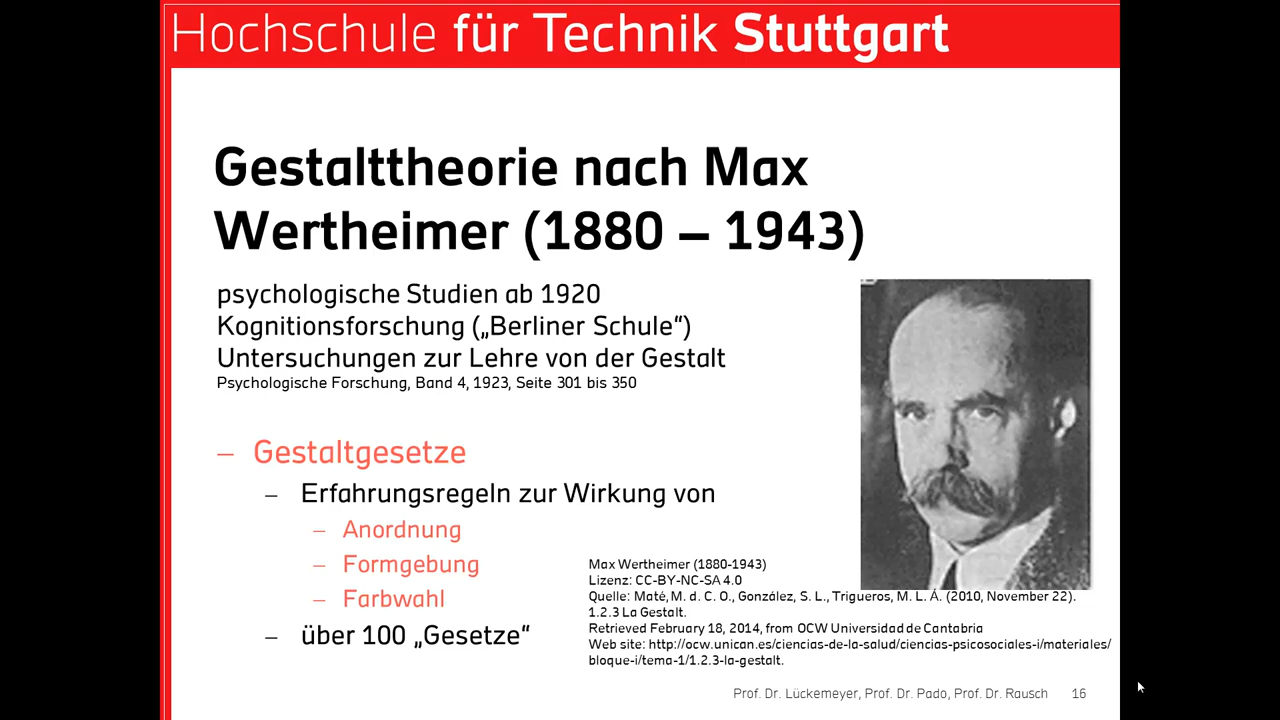 Hochschule für Technik Stuttgart
Gestalttheorie nach Max
Wertheimer (1880 – 1943)
psychologische Studien ab 1920
Kognitionsforschung („Berliner Schule“)
Untersuchungen zur Lehre von der Gestalt
Psychologische Forschung, Band 4, 1923, Seite 301 bis 350
– Gestaltgesetze
– Erfahrungsregeln zur Wirkung von
– Anordnung
– Formgebung
– Farbwahl
– über 100 „Gesetze“
Max Wertheimer (1880-1943)
Lizenz: CC-BY-NC-SA 4.0
Quelle: Maté, M. d. C. O., González, S. L., Trigueros, M. L. Á. (2010, November 22).
1.2.3 La Gestalt.
Retrieved February 18, 2014, from OCW Universidad de Cantabria
Web site: http://ocw.unican.es/ciencias-de-la-salud/ciencias-psicosociales-i/materiales/
bloque-i/tema-1/1.2.3-la-gestalt.
Prof. Dr. Lückemeyer, Prof. Dr. Pado, Prof. Dr. Rausch 16